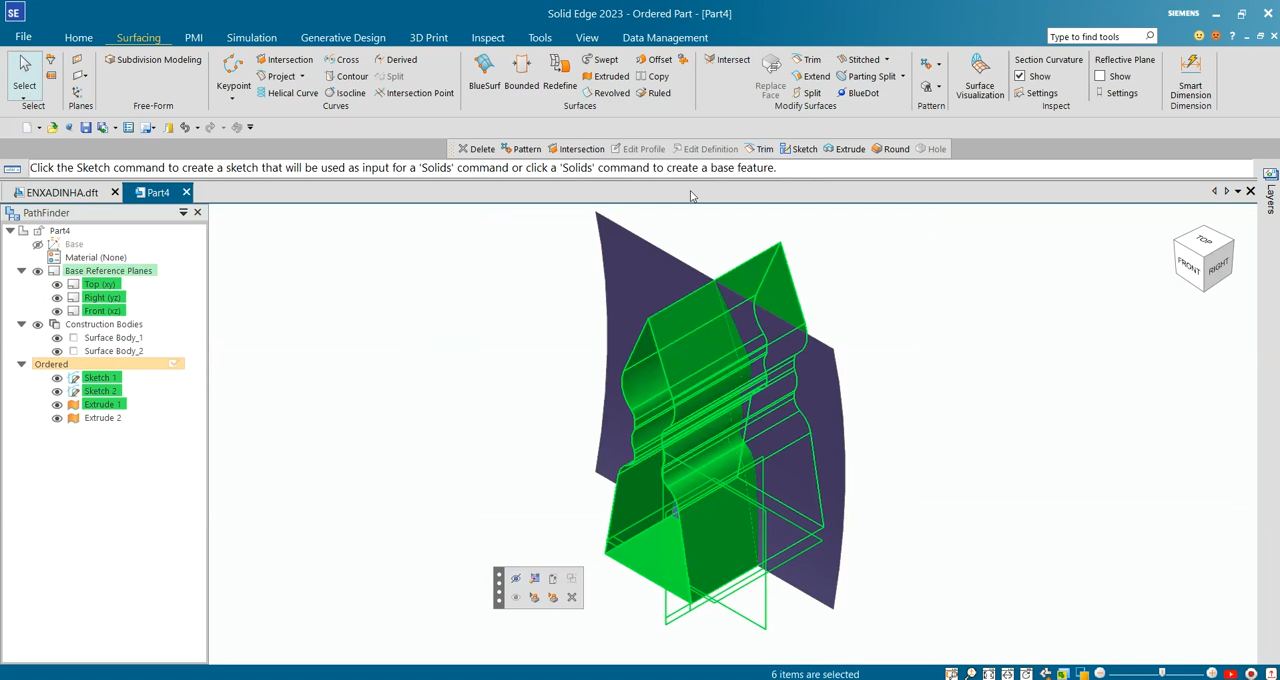 SE
Solid Edge 2023 - Ordered Part - [Part4]
SIEMENS
File Home Surfacing PMI Simulation Generative Design 3D Print Inspect Tools View Data Management
Type to find tools
Select
Select
Planes
Subdivision Modeling
Free-Form
Keypoint
Intersection Cross Derived
Project Contour Split
Helical Curve Isocline Intersection Point
Curves
BlueSurf Bounded Redefine
Swept Offset
Extruded Copy
Revolved Ruled
Surfaces
Intersect
Replace Face
Trim Stitched
Extend Parting Split
Split BlueDot
Modify Surfaces
Pattern
Surface Visualization
Section Curvature
Show
Settings
Inspect
Reflective Plane
Show
Settings
Smart Dimension
Dimension
Delete Pattern Intersection Edit Profile Edit Definition Trim Sketch Extrude Round Hole
Click the Sketch command to create a sketch that will be used as input for a 'Solids' command or click a 'Solids' command to create a base feature.
ENXADINHA.dft Part4
PathFinder
Part4
Base
Material (None)
Base Reference Planes
Top (xy)
Right (yz)
Front (xz)
Construction Bodies
Surface Body_1
Surface Body_2
Ordered
Sketch 1
Sketch 2
Extrude 1
Extrude 2
TOP
FRONT
RIGHT
Layers
6 items are selected